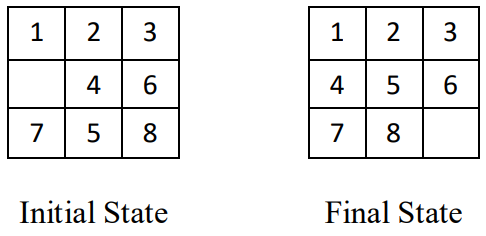 1 2 3 1 2 3
4 6 4 5 6
7 5 8 7 8
Initial State Final State